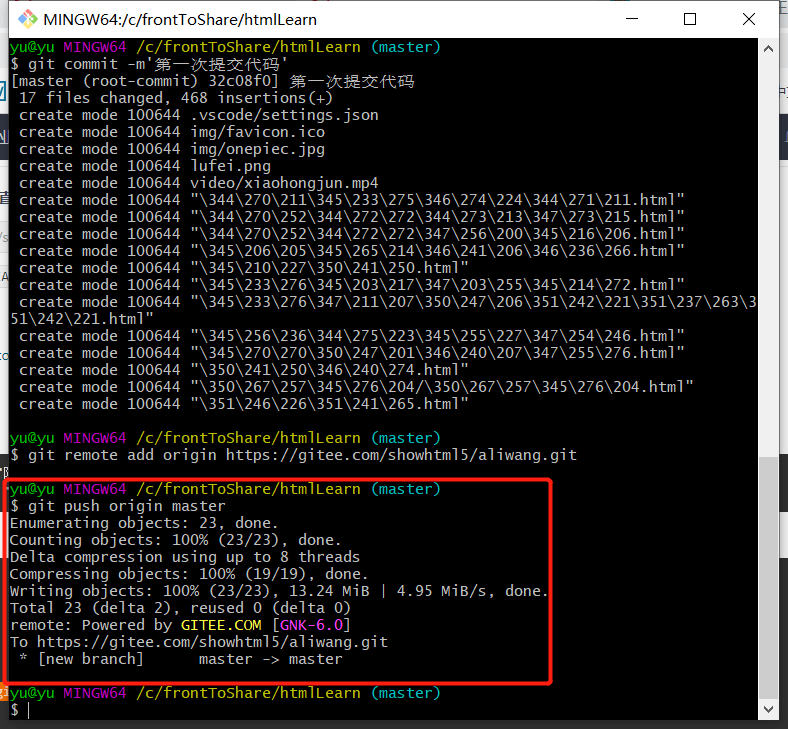 MINGW64:/c/frontToShare/htmlLearn
yu@yu MINGW64 /c/frontToShare/htmlLearn (master)
$ git commit -m'第一次提交代码'
[master (root-commit) 32c08f0] 第一次提交代码
 17 files changed, 468 insertions(+)
 create mode 100644 .vscode/settings.json
 create mode 100644 img/favicon.ico
 create mode 100644 img/onepiec.jpg
 create mode 100644 lufei.png
 create mode 100644 video/xiaohongjun.mp4
 create mode 100644 "\344\270\211\345\233\275\346\274\224\344\271\211.html"
 create mode 100644 "\344\270\252\344\272\272\344\273\213\347\273\215.html"
 create mode 100644 "\344\270\252\344\272\272\347\256\200\345\216\206.html"
 create mode 100644 "\345\206\205\345\265\214\346\241\206\346\236\266.html"
 create mode 100644 "\345\210\227\350\241\250.html"
 create mode 100644 "\345\233\276\345\203\217\347\203\255\345\214\272.html"
 create mode 100644 "\345\233\276\347\211\207\350\247\206\351\242\221\351\237\263\3
51\242\221.html"
 create mode 100644 "\345\256\236\344\275\223\345\255\227\347\254\246.html"
 create mode 100644 "\345\270\270\350\247\201\346\240\207\347\255\276.html"
 create mode 100644 "\350\241\250\346\240\274.html"
 create mode 100644 "\350\267\257\345\276\204/\350\267\257\345\276\204.html"
 create mode 100644 "\351\246\226\351\241\265.html"
yu@yu MINGW64 /c/frontToShare/htmlLearn (master)
$ git remote add origin https://gitee.com/showhtml5/aliwang.git
yu@yu MINGW64 /c/frontToShare/htmlLearn (master)
$ git push origin master
Enumerating objects: 23, done.
Counting objects: 100% (23/23), done.
Delta compression using up to 8 threads
Compressing objects: 100% (19/19), done.
Writing objects: 100% (23/23), 13.24 MiB | 4.95 MiB/s, done.
Total 23 (delta 2), reused 0 (delta 0)
remote: Powered by GITEE.COM [GNK-6.0]
To https://gitee.com/showhtml5/aliwang.git
 * [new branch]      master -> master
yu@yu MINGW64 /c/frontToShare/htmlLearn (master)
$